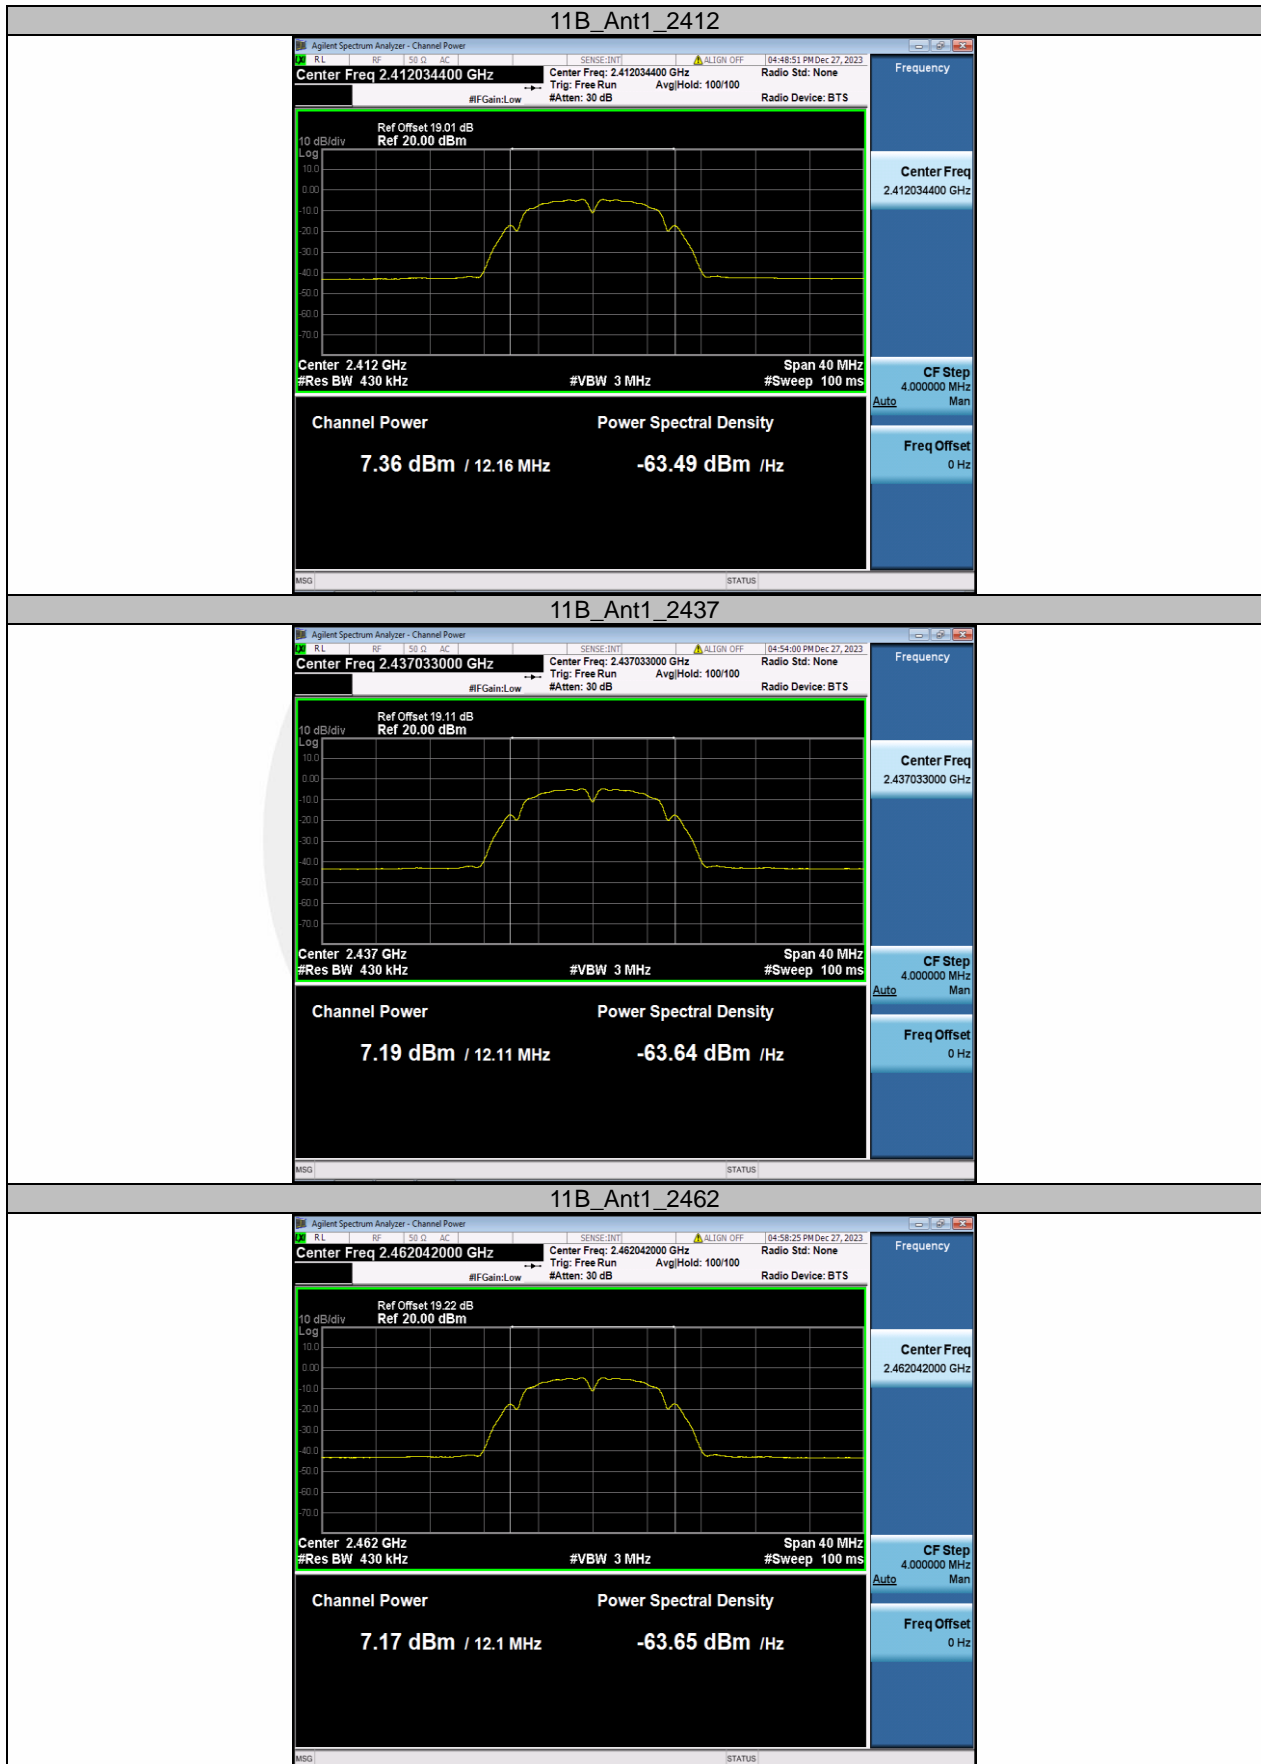 11B_Ant1_2412
Agilent Spectrum Analyzer - Channel Power
LXI RL RF 50 Ω AC SENSE:INT ALIGN OFF 04:48:51 PM Dec 27, 2023
Center Freq 2.412034400 GHz
Center Freq: 2.412034400 GHz Radio Std: None
Trig: Free Run Avg|Hold: 100/100
#IFGain:Low #Atten: 30 dB Radio Device: BTS
Frequency
Ref Offset 19.01 dB
10 dB/div Ref 20.00 dBm
Log
10.0
0.00
-10.0
-20.0
-30.0
-40.0
-50.0
-60.0
-70.0
Center 2.412 GHz Span 40 MHz
#Res BW 430 kHz #VBW 3 MHz #Sweep 100 ms
Center Freq
2.412034400 GHz
CF Step
4.000000 MHz
Auto Man
Freq Offset
0 Hz
Channel Power Power Spectral Density
7.36 dBm / 12.16 MHz -63.49 dBm /Hz
MSG STATUS
11B_Ant1_2437
Agilent Spectrum Analyzer - Channel Power
LXI RL RF 50 Ω AC SENSE:INT ALIGN OFF 04:54:00 PM Dec 27, 2023
Center Freq 2.437033000 GHz
Center Freq: 2.437033000 GHz Radio Std: None
Trig: Free Run Avg|Hold: 100/100
#IFGain:Low #Atten: 30 dB Radio Device: BTS
Frequency
Ref Offset 19.11 dB
10 dB/div Ref 20.00 dBm
Log
10.0
0.00
-10.0
-20.0
-30.0
-40.0
-50.0
-60.0
-70.0
Center 2.437 GHz Span 40 MHz
#Res BW 430 kHz #VBW 3 MHz #Sweep 100 ms
Center Freq
2.437033000 GHz
CF Step
4.000000 MHz
Auto Man
Freq Offset
0 Hz
Channel Power Power Spectral Density
7.19 dBm / 12.11 MHz -63.64 dBm /Hz
MSG STATUS
11B_Ant1_2462
Agilent Spectrum Analyzer - Channel Power
LXI RL RF 50 Ω AC SENSE:INT ALIGN OFF 04:58:25 PM Dec 27, 2023
Center Freq 2.462042000 GHz
Center Freq: 2.462042000 GHz Radio Std: None
Trig: Free Run Avg|Hold: 100/100
#IFGain:Low #Atten: 30 dB Radio Device: BTS
Frequency
Ref Offset 19.22 dB
10 dB/div Ref 20.00 dBm
Log
10.0
0.00
-10.0
-20.0
-30.0
-40.0
-50.0
-60.0
-70.0
Center 2.462 GHz Span 40 MHz
#Res BW 430 kHz #VBW 3 MHz #Sweep 100 ms
Center Freq
2.462042000 GHz
CF Step
4.000000 MHz
Auto Man
Freq Offset
0 Hz
Channel Power Power Spectral Density
7.17 dBm / 12.1 MHz -63.65 dBm /Hz
MSG STATUS